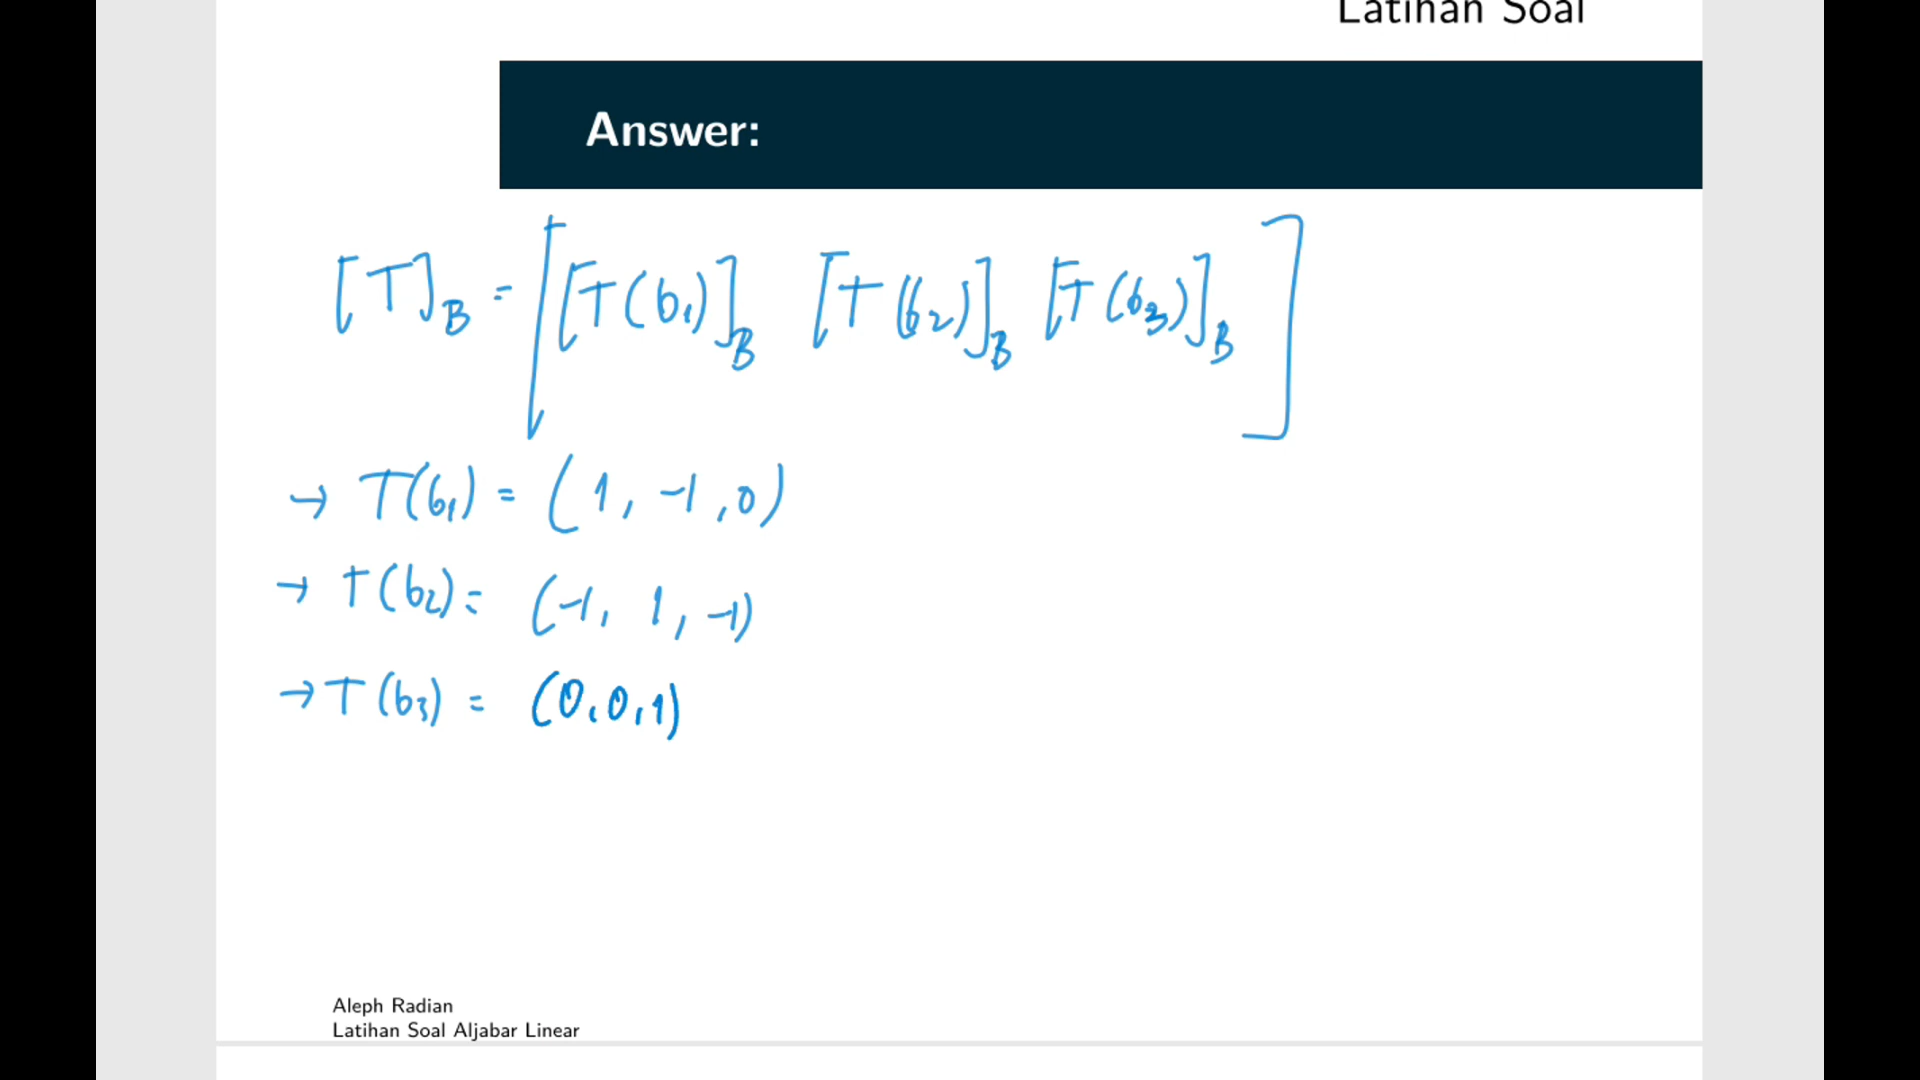 Latihan Soal
Answer:
[T]_B = [[T(b₁)]_B [T(b₂)]_B [T(b₃)]_B]
→ T(b₁) = (1, -1, 0)
→ T(b₂) = (-1, 1, -1)
→ T(b₃) = (0, 0, 1)
Aleph Radian
Latihan Soal Aljabar Linear